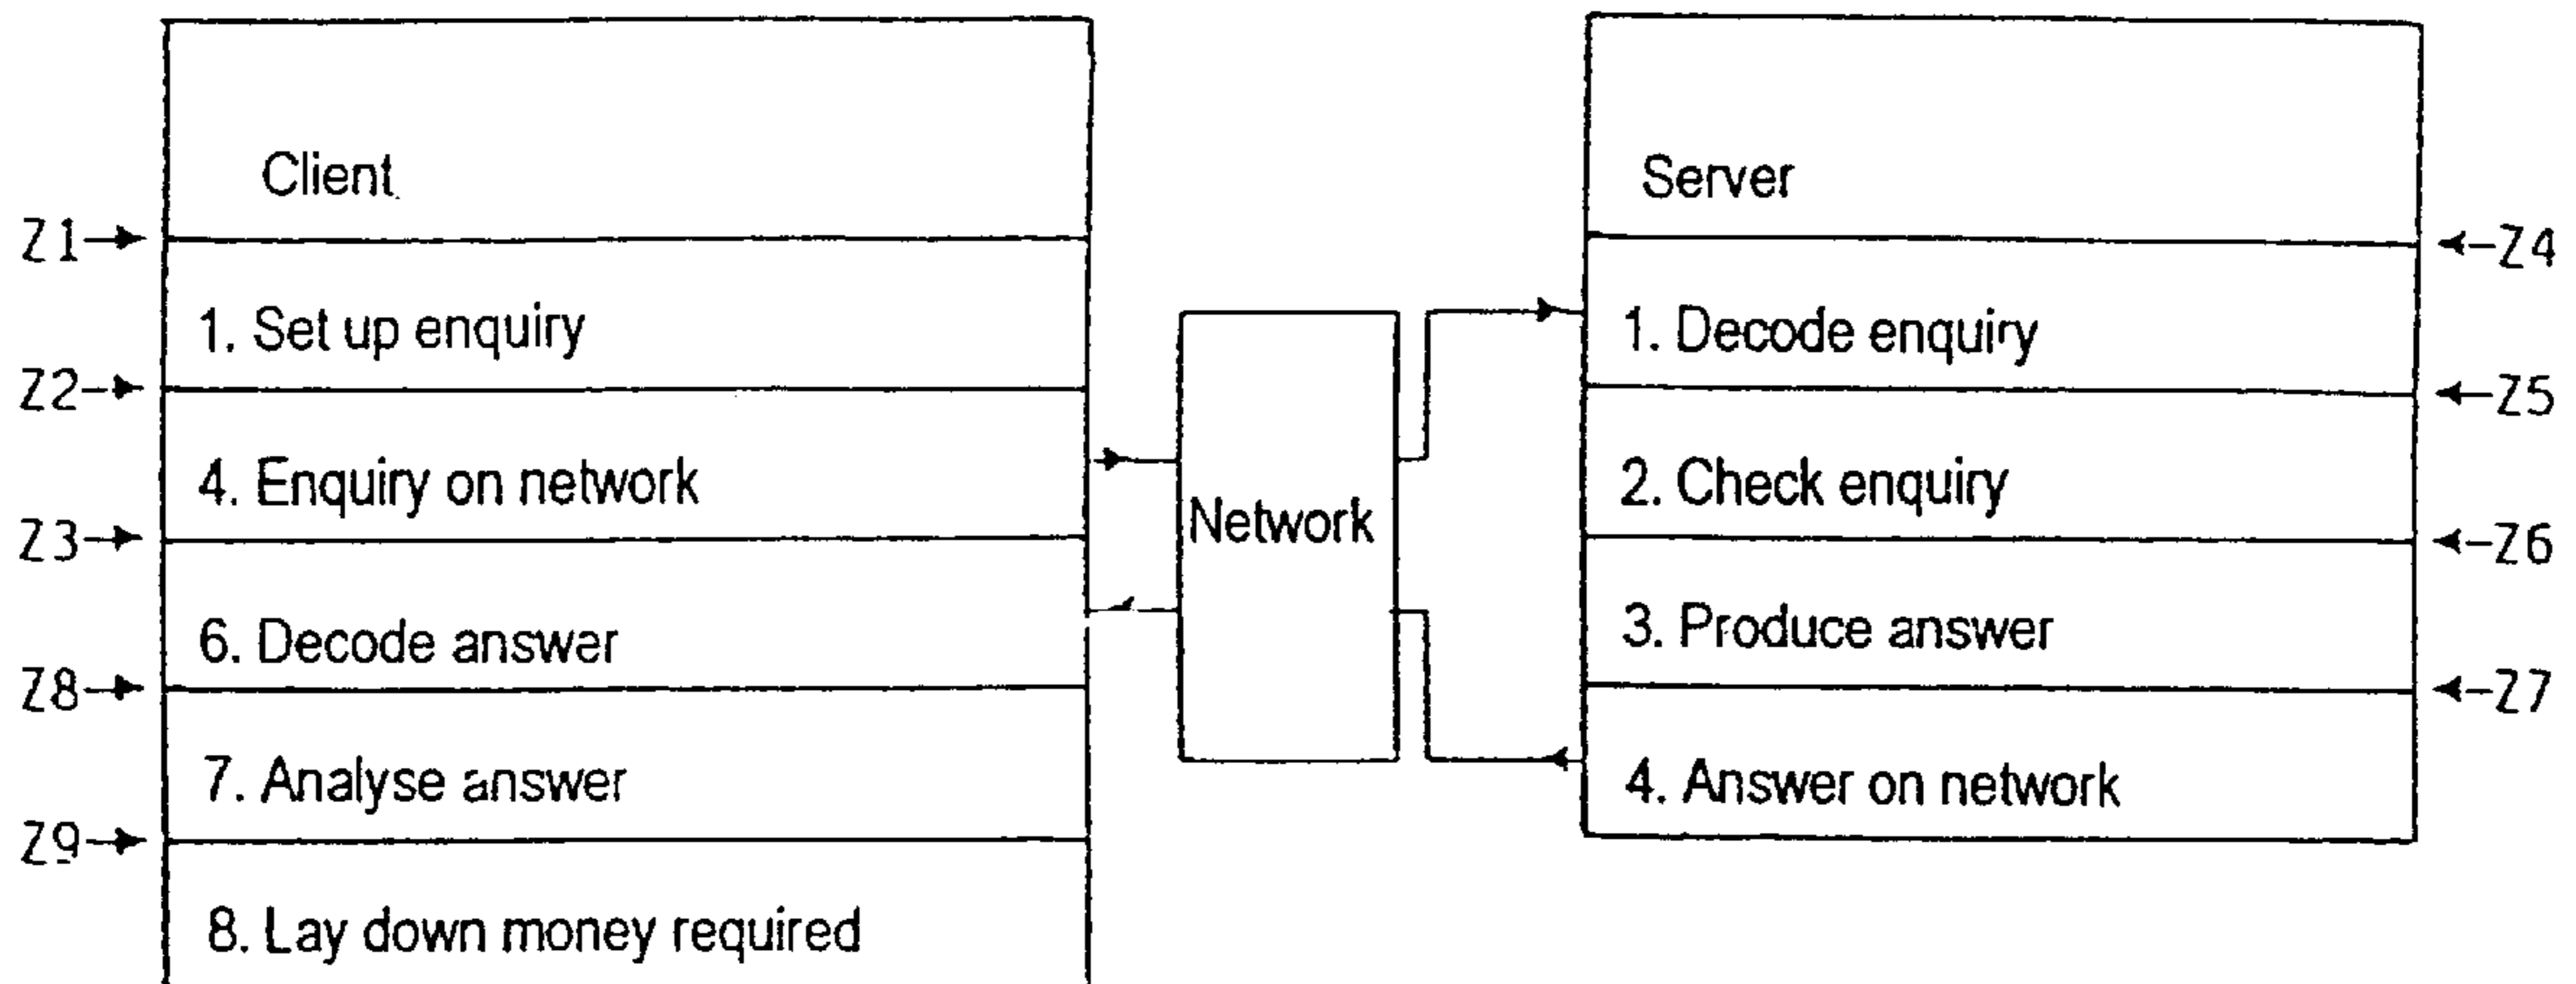 Client
Z1
1. Set up enquiry
Z2
4. Enquiry on network
Z3
6. Decode answer
Z8
7. Analyse answer
Z9
8. Lay down money required
Network
Server
Z4
1. Decode enquiry
Z5
2. Check enquiry
Z6
3. Produce answer
Z7
4. Answer on network